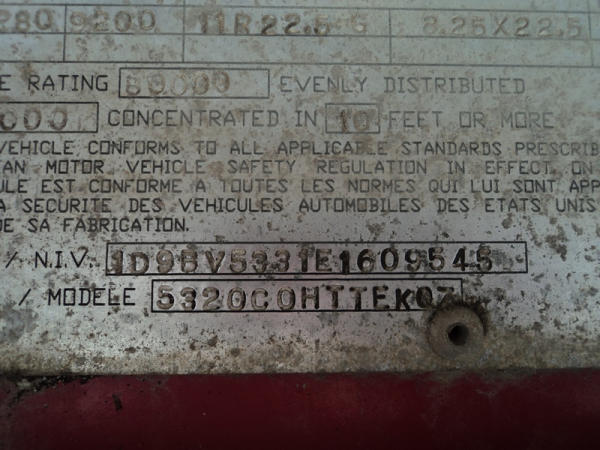 280 9200 11R22.5 G 8.25X22.5
E RATING 89000 EVENLY DISTRIBUTED
000 CONCENTRATED IN 10 FEET OR MORE
VEHICLE CONFORMS TO ALL APPLICABLE STANDARDS PRESCRIB
AN MOTOR VEHICLE SAFETY REGULATION IN EFFECT ON
ULE EST CONFORME A TOUTES LES NORMES QUI LUI SONT APP
A SECURITE DES VEHICULES AUTOMOBILES DES ETATS UNIS
E SA FABRICATION.
/ N.I.V. 1D9BV5331E1609545
/ MODELE 5320COHTTEK07